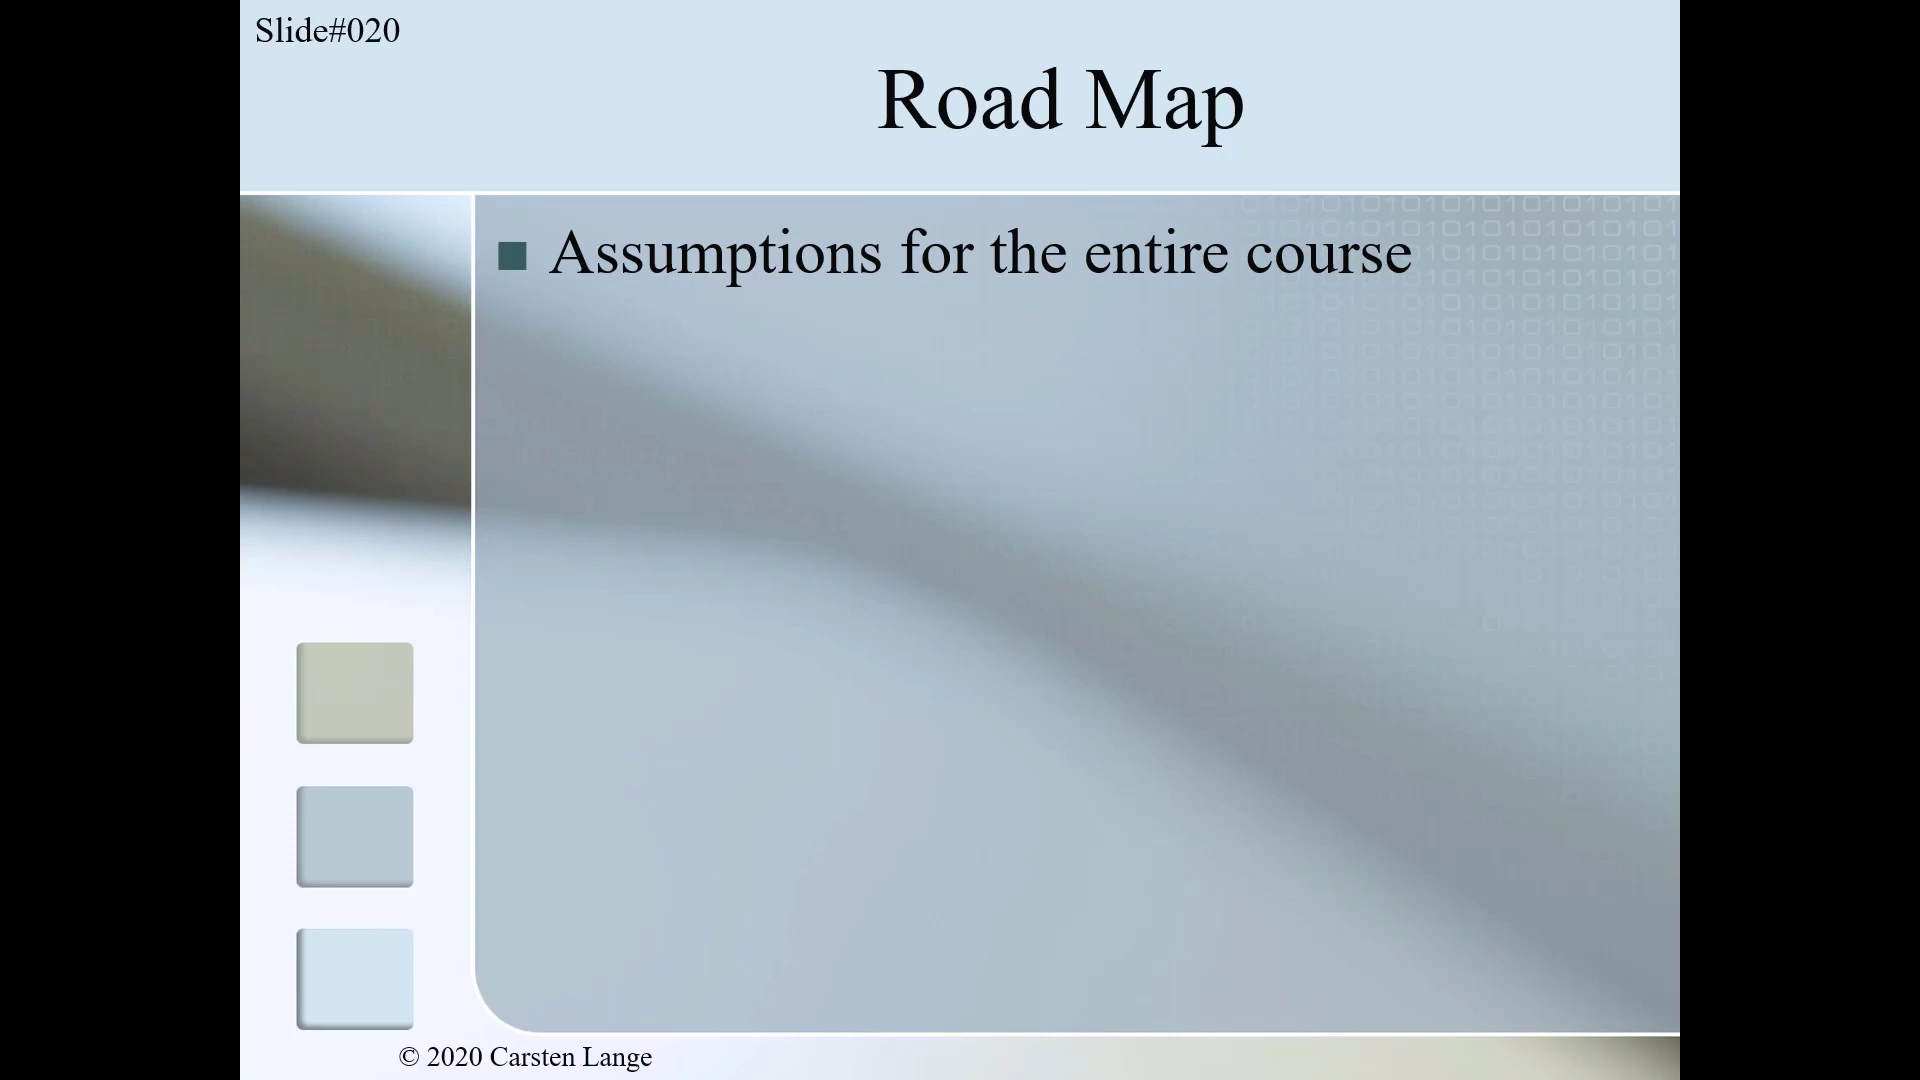 Slide#020
Road Map
Assumptions for the entire course
© 2020 Carsten Lange